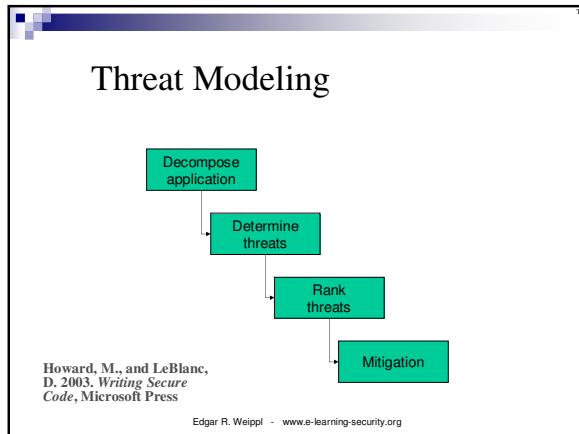 Threat Modeling
Decompose
application
Determine
threats
Rank
threats
Mitigation
Howard, M., and LeBlanc,
D. 2003. Writing Secure
Code, Microsoft Press
Edgar R. Weippl - www.e-learning-security.org